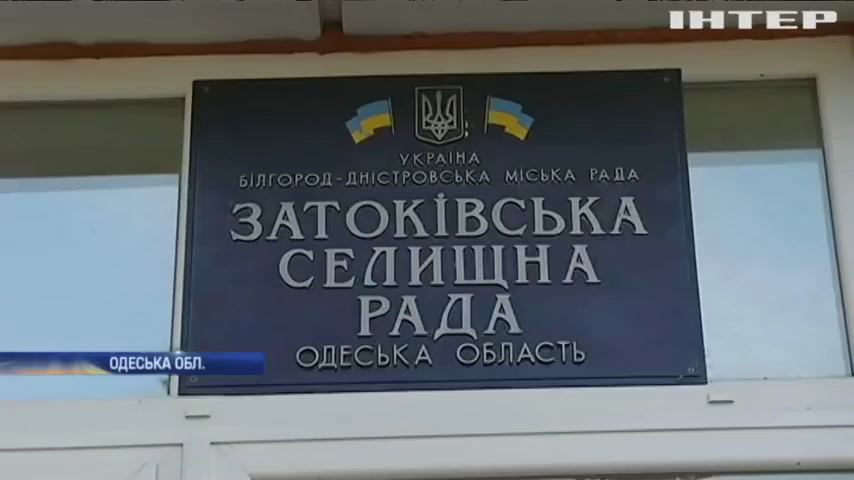 ІНТЕР
УКРАЇНА
БІЛГОРОД-ДНІСТРОВСЬКА МІСЬКА РАДА
ЗАТОКІВСЬКА
СЕЛИЩНА
РАДА
ОДЕСЬКА ОБЛАСТЬ
ОДЕСЬКА ОБЛ.